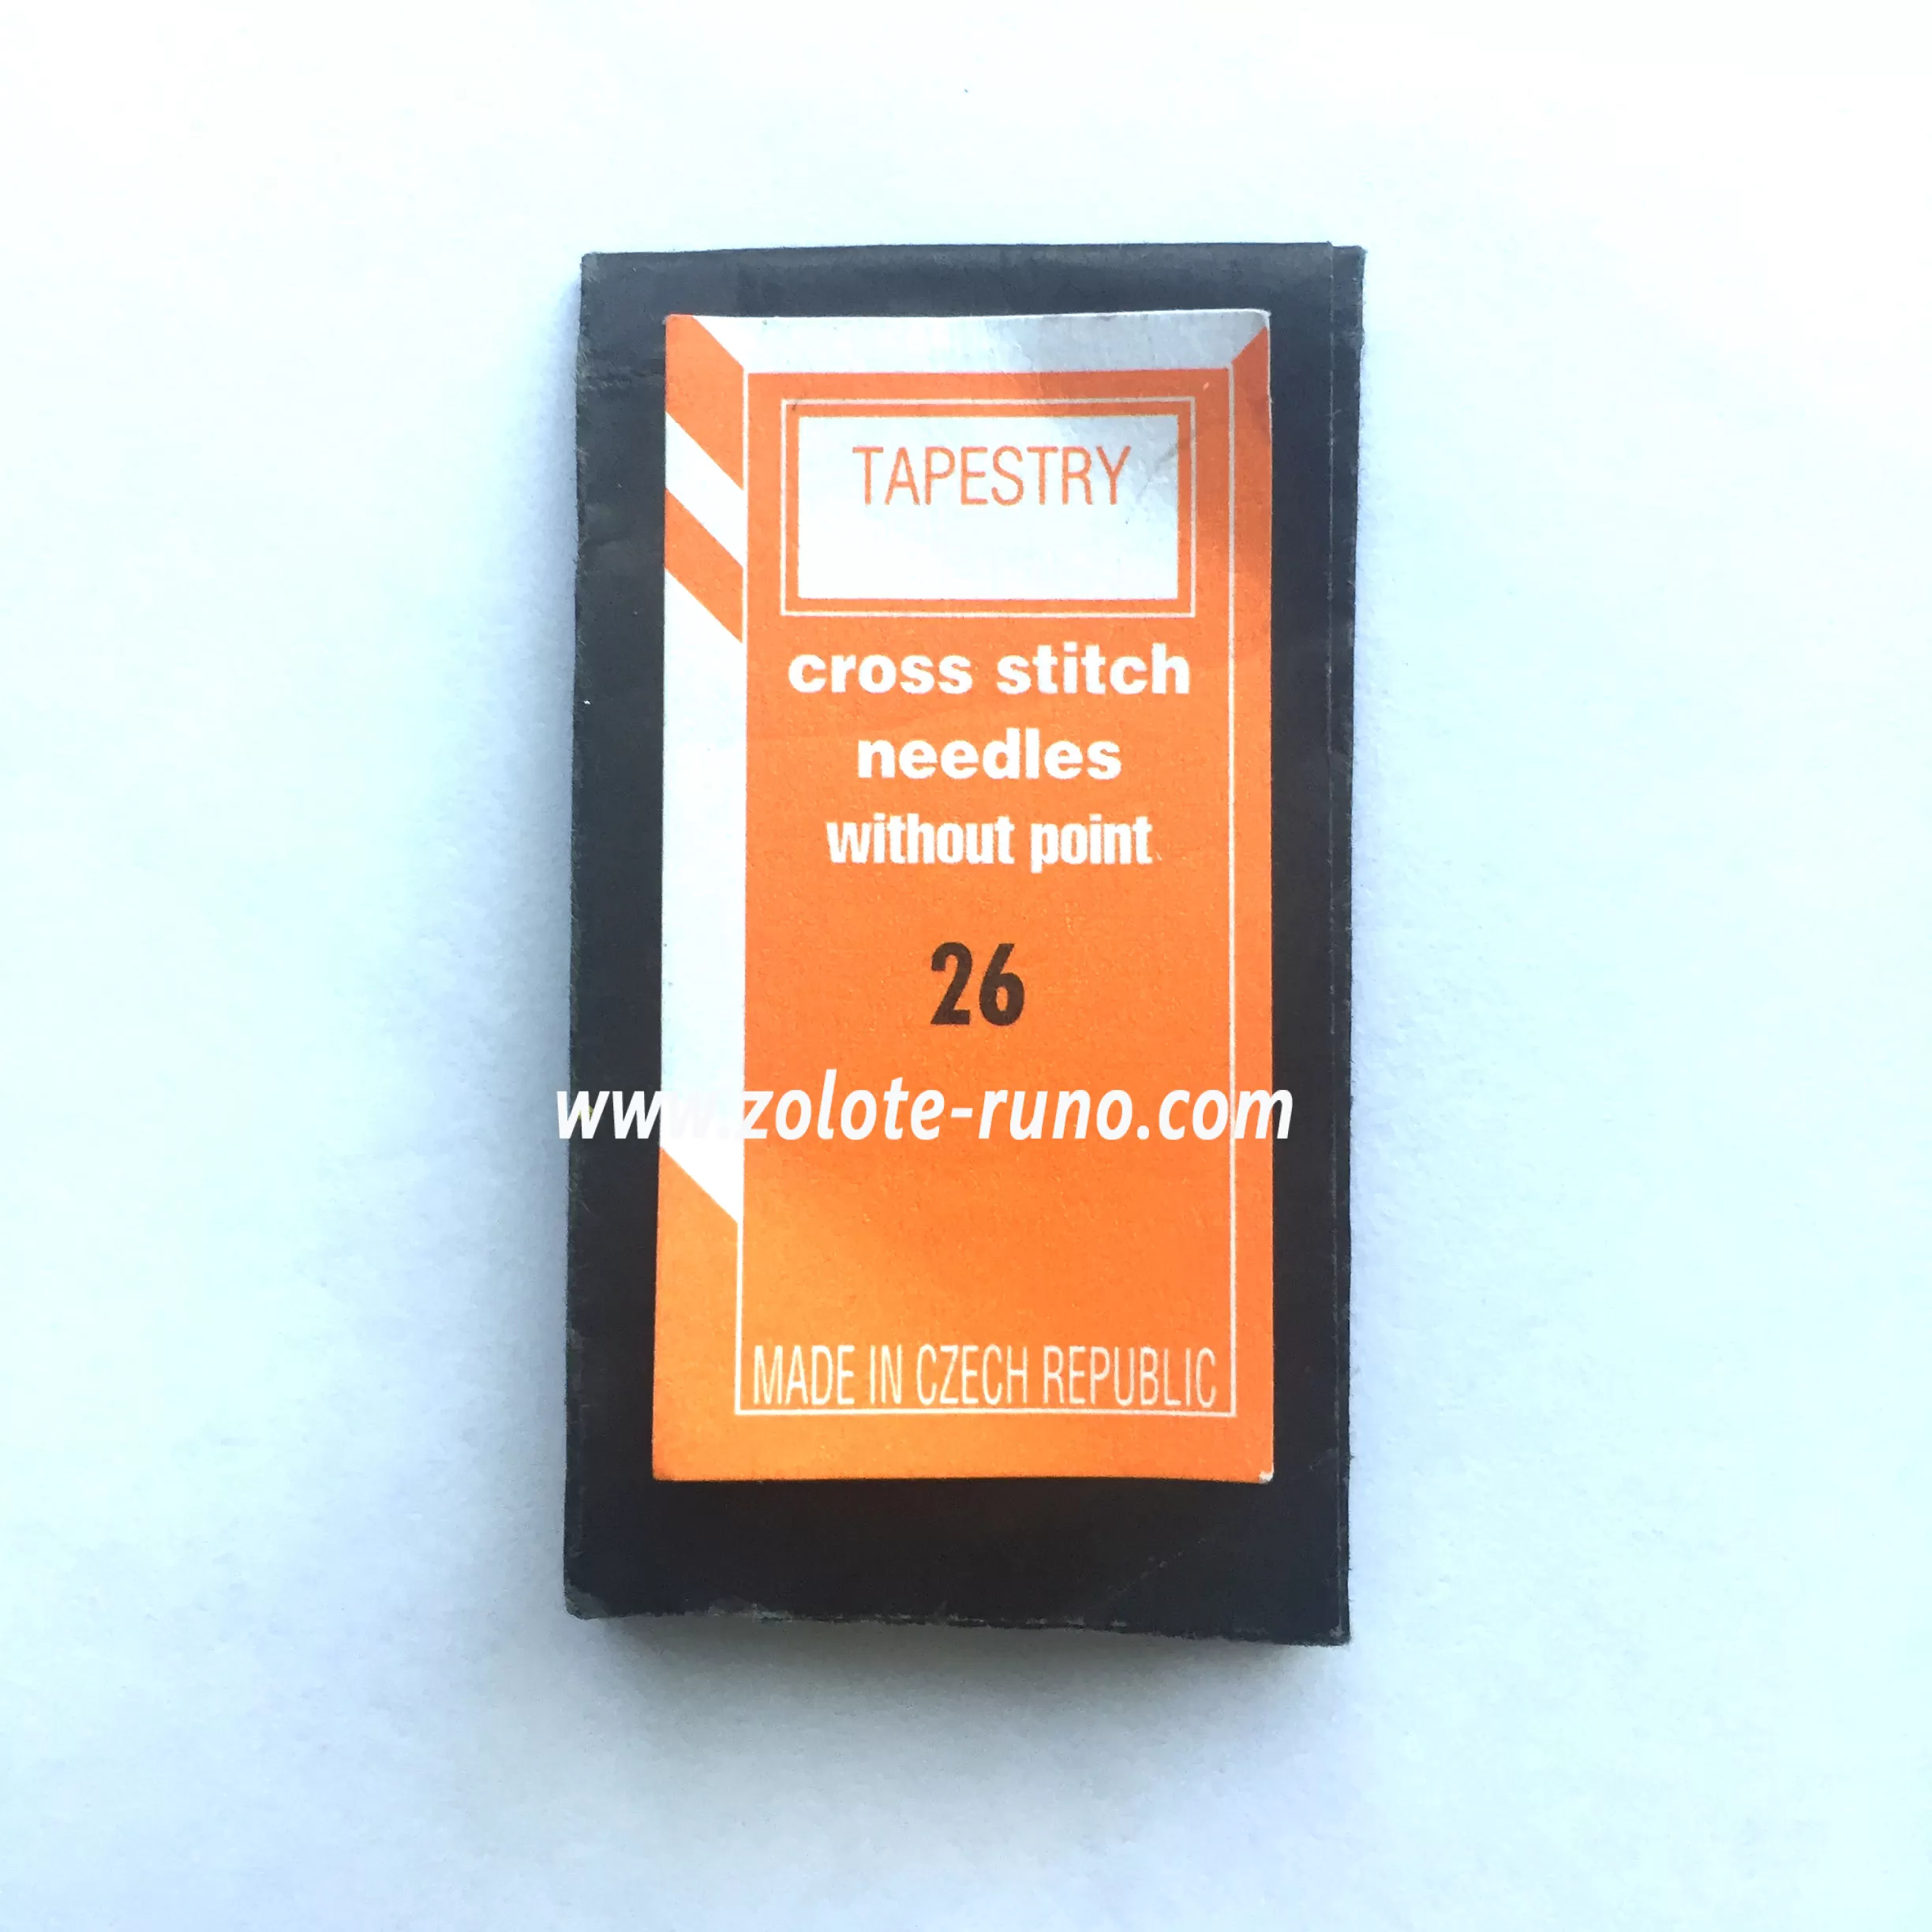 TAPESTRY
cross stitch
needles
without point
26
www.zolote-runo.com
MADE IN CZECH REPUBLIC